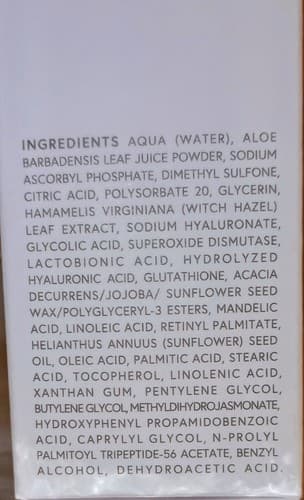 INGREDIENTS AQUA (WATER), ALOE
BARBADENSIS LEAF JUICE POWDER, SODIUM
ASCORBYL PHOSPHATE, DIMETHYL SULFONE,
CITRIC ACID, POLYSORBATE 20, GLYCERIN,
HAMAMELIS VIRGINIANA (WITCH HAZEL)
LEAF EXTRACT, SODIUM HYALURONATE,
GLYCOLIC ACID, SUPEROXIDE DISMUTASE,
LACTOBIONIC ACID, HYDROLYZED
HYALURONIC ACID, GLUTATHIONE, ACACIA
DECURRENS/JOJOBA/ SUNFLOWER SEED
WAX/POLYGLYCERYL-3 ESTERS, MANDELIC
ACID, LINOLEIC ACID, RETINYL PALMITATE,
HELIANTHUS ANNUUS (SUNFLOWER) SEED
OIL, OLEIC ACID, PALMITIC ACID, STEARIC
ACID, TOCOPHEROL, LINOLENIC ACID,
XANTHAN GUM, PENTYLENE GLYCOL,
BUTYLENE GLYCOL, METHYLDIHYDROJASMONATE,
HYDROXYPHENYL PROPAMIDOBENZOIC
ACID, CAPRYLYL GLYCOL, N-PROLYL
PALMITOYL TRIPEPTIDE-56 ACETATE, BENZYL
ALCOHOL, DEHYDROACETIC ACID.